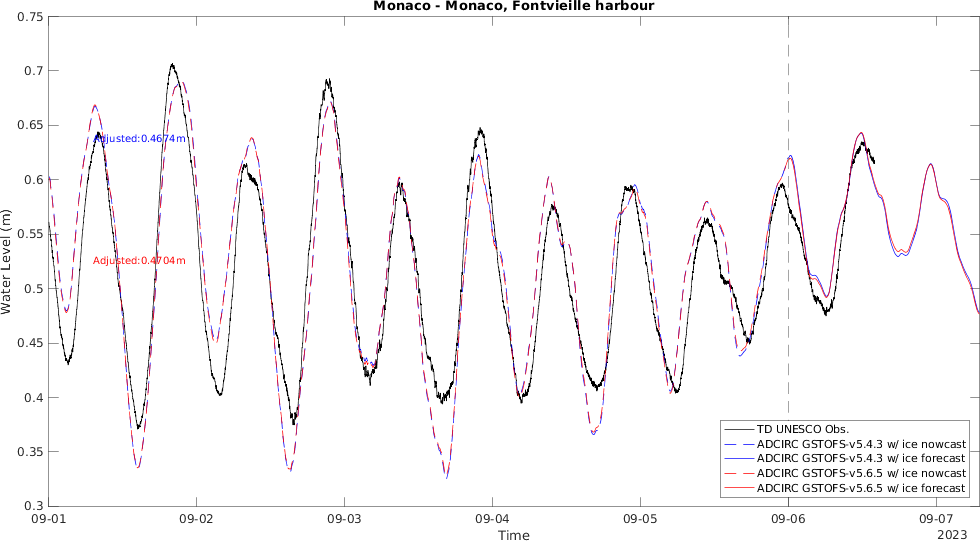 Monaco - Monaco, Fontvieille harbour
0.75
0.7
0.65
0.6
0.55
0.5
0.45
0.4
0.35
0.3
Water Level (m)
Adjusted:0.4674m
Adjusted:0.4704m
TD UNESCO Obs.
ADCIRC GSTOFS-v5.4.3 w/ ice nowcast
ADCIRC GSTOFS-v5.4.3 w/ ice forecast
ADCIRC GSTOFS-v5.6.5 w/ ice nowcast
ADCIRC GSTOFS-v5.6.5 w/ ice forecast
09-01 09-02 09-03 09-04 09-05 09-06 09-07
Time
2023